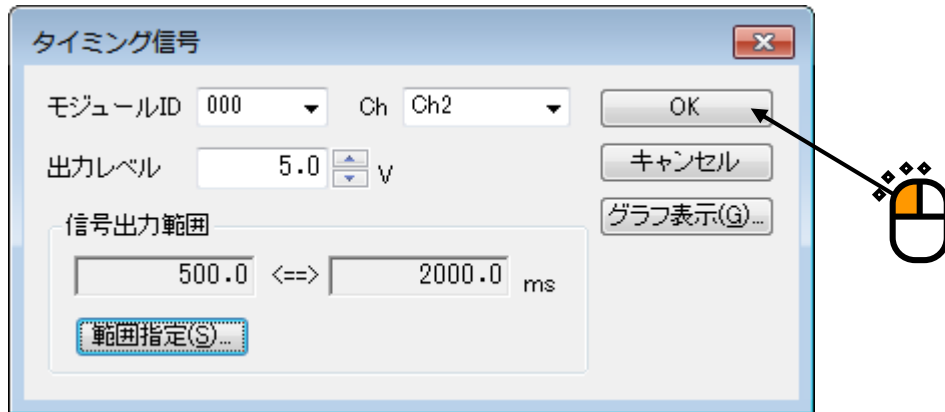 タイミング信号
モジュールID 000 Ch Ch2 OK
出力レベル 5.0 V キャンセル
信号出力範囲 グラフ表示(G)...
500.0 <==> 2000.0 ms
範囲指定(S)...